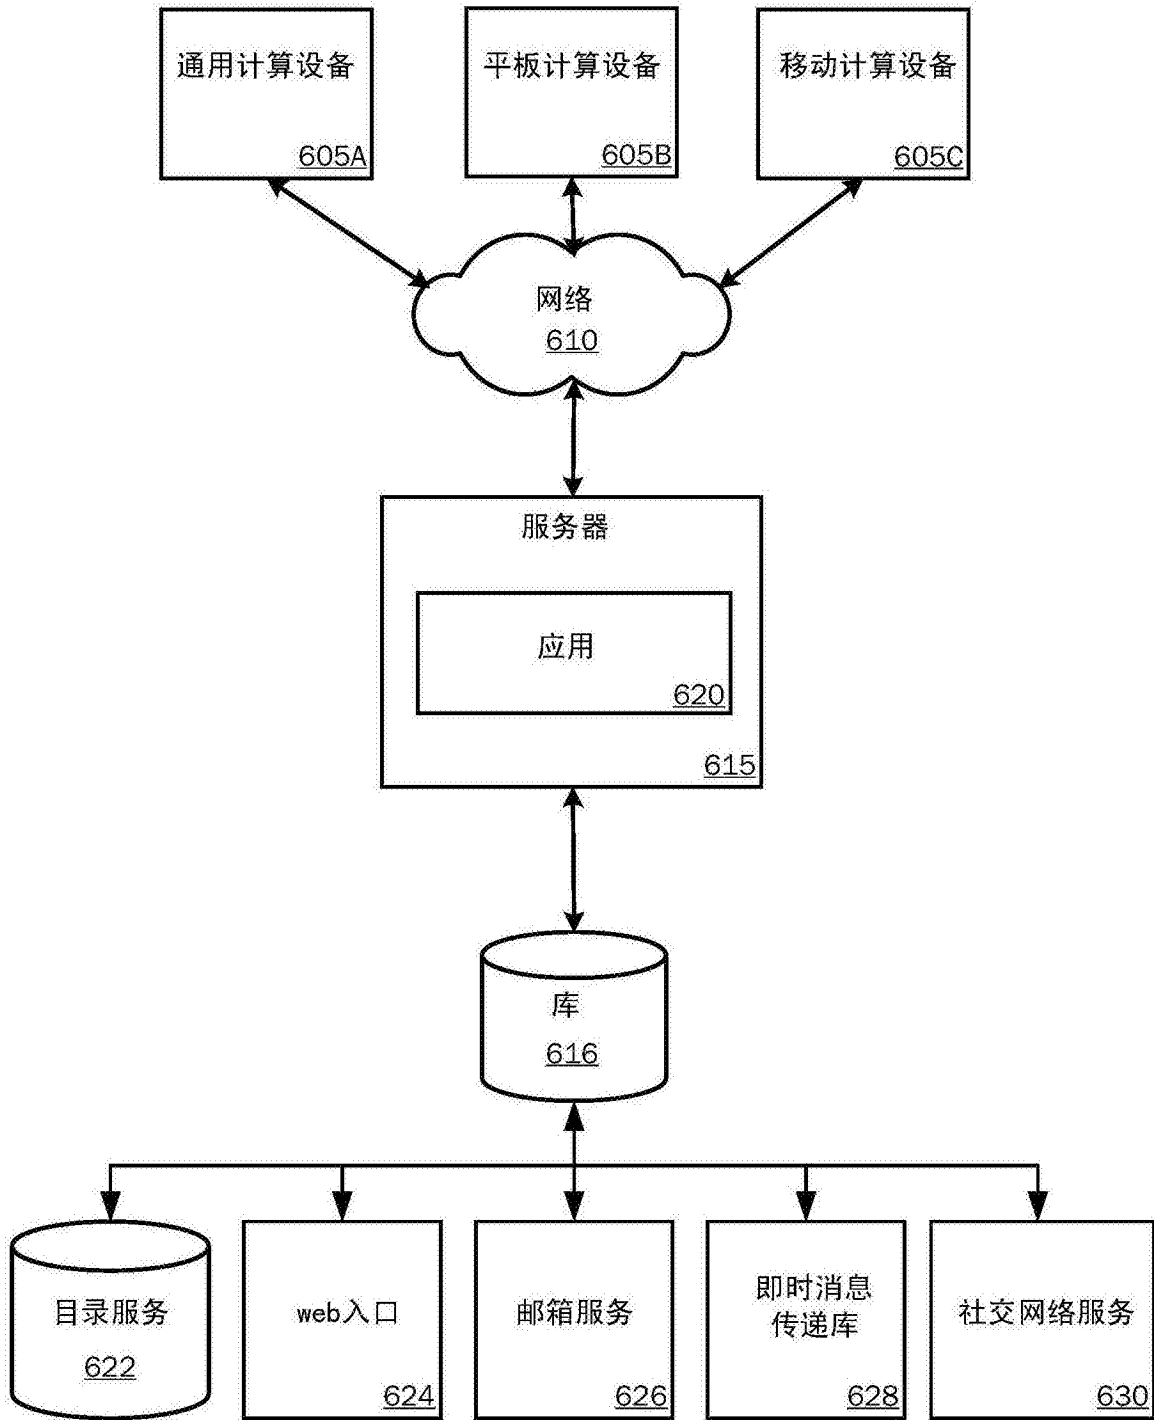 通用计算设备
605A
平板计算设备
605B
移动计算设备
605C
网络
610
服务器
应用
620
615
库
616
目录服务
622
web入口
624
邮箱服务
626
即时消息
传递库
628
社交网络服务
630